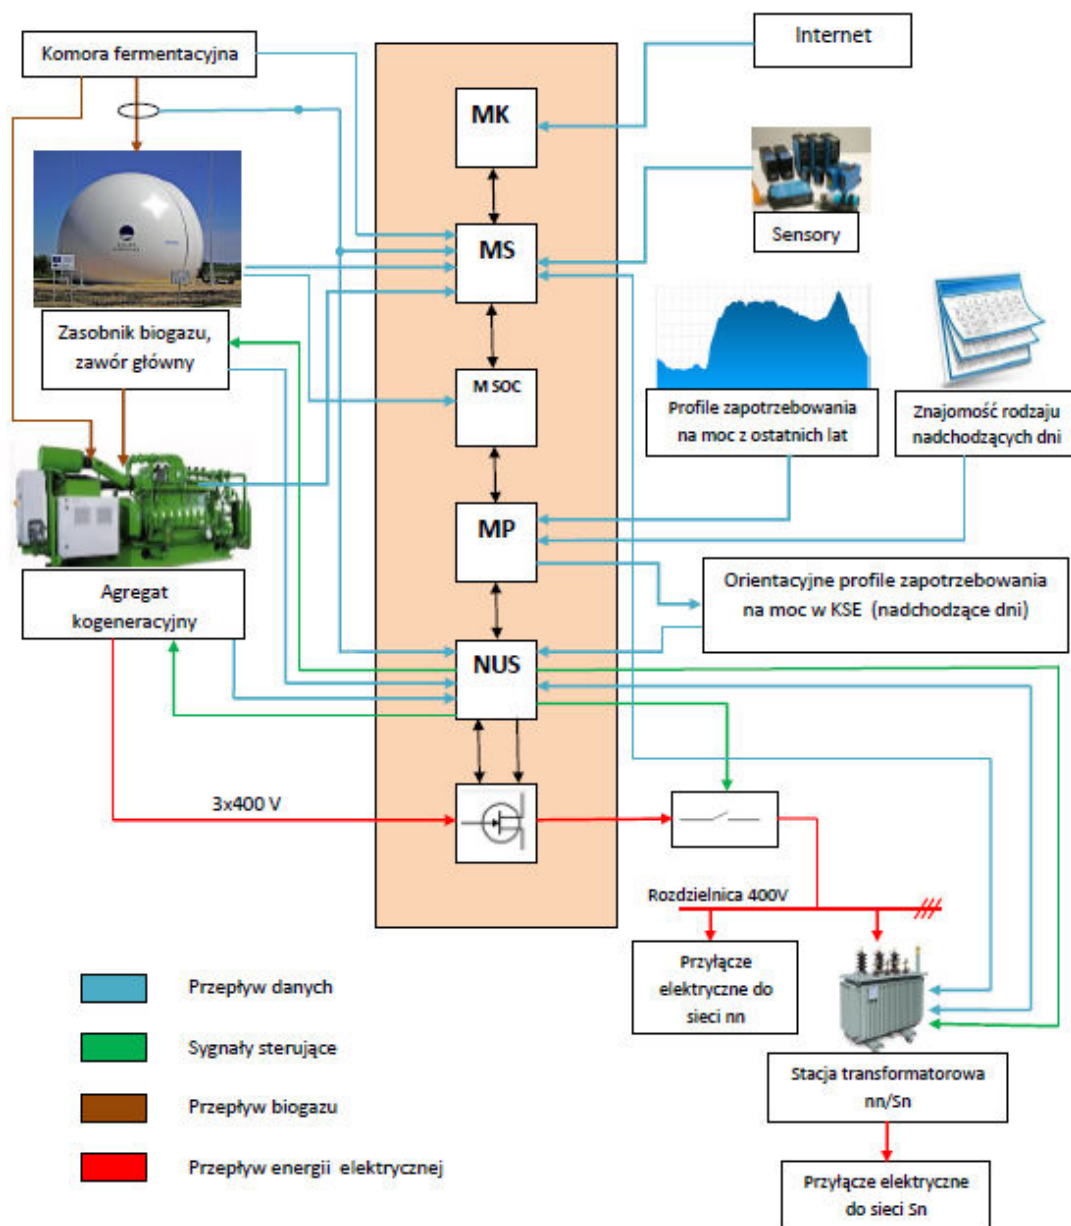 Komora fermentacyjna
Internet
MK
Sensory
MS
Zasobnik biogazu,
zawór główny
M SOC
Profile zapotrzebowania
na moc z ostatnich lat
Znajomość rodzaju
nadchodzących dni
MP
Agregat
kogeneracyjny
Orientacyjne profile zapotrzebowania
na moc w KSE (nadchodzące dni)
NUS
3x400 V
Rozdzielnica 400V
Przyłącze
elektryczne do
sieci nn
Stacja transformatorowa
nn/Sn
Przyłącze elektryczne
do sieci Sn
Przepływ danych
Sygnały sterujące
Przepływ biogazu
Przepływ energii elektrycznej